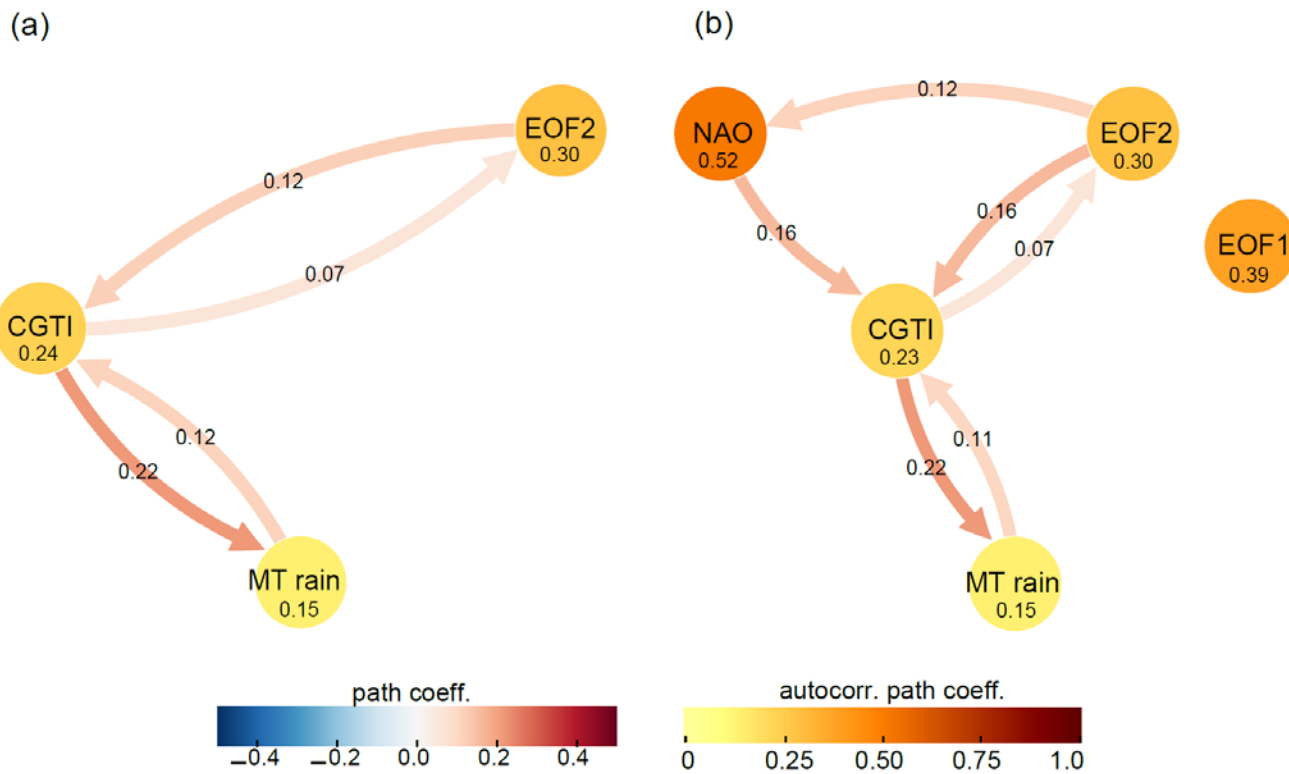 (a)
EOF2
0.30
0.12
0.07
CGTI
0.24
0.12
0.22
MT rain
0.15
(b)
0.12
NAO
0.52
EOF2
0.30
0.16
0.16
0.07
EOF1
0.39
CGTI
0.23
0.11
0.22
MT rain
0.15
path coeff.
−0.4 −0.2 0.0 0.2 0.4
autocorr. path coeff.
0 0.25 0.50 0.75 1.0